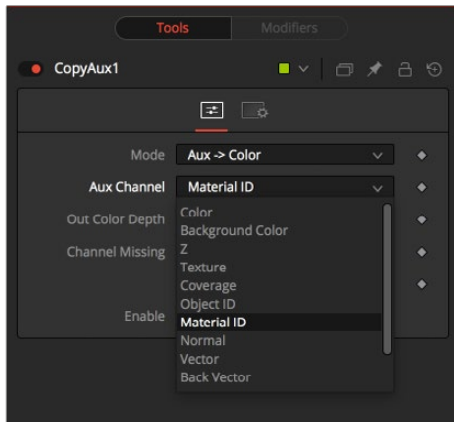 Tools Modifiers
CopyAux1
Mode Aux -> Color
Aux Channel Material ID
Out Color Depth Color
Background Color
Channel Missing Z
Texture
Coverage
Object ID
Enable Material ID
Normal
Vector
Back Vector